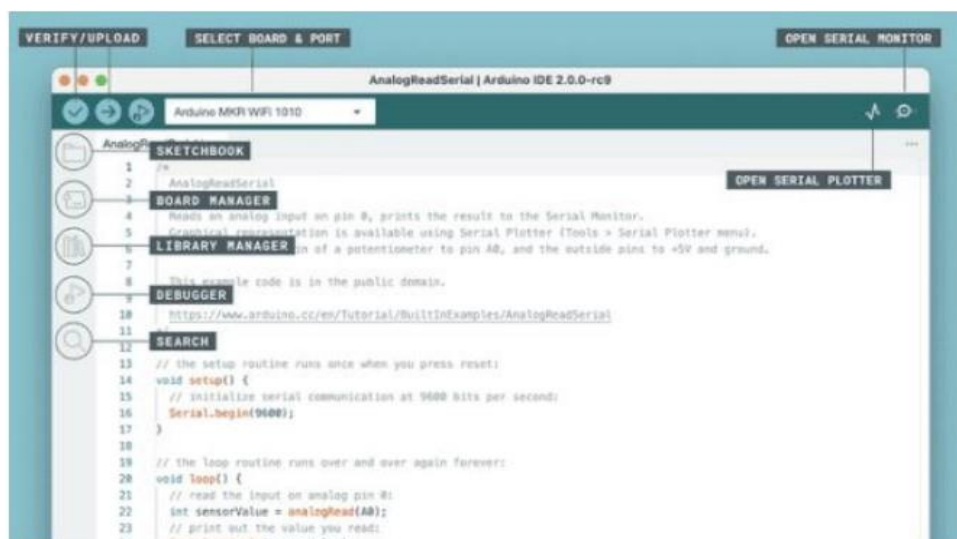 VERIFY/UPLOAD
SELECT BOARD & PORT
OPEN SERIAL MONITOR
AnalogReadSerial | Arduino IDE 2.0.0-rc9
Arduino MKR WiFi 1010
AnalogR
SKETCHBOOK
1 /*
2 AnalogReadSerial
OPEN SERIAL PLOTTER
3
BOARD MANAGER
4 Reads an analog input on pin 0, prints the result to the Serial Monitor.
5 Graphical representation is available using Serial Plotter (Tools > Serial Plotter menu).
6 LIBRARY MANAGER on of a potentiometer to pin A0, and the outside pins to +5V and ground.
7
8 This example code is in the public domain.
9 DEBUGGER
10 https://www.arduino.cc/en/Tutorial/BuiltInExamples/AnalogReadSerial
11
SEARCH
12
13 // the setup routine runs once when you press reset:
14 void setup() {
15 // initialize serial communication at 9600 bits per second:
16 Serial.begin(9600);
17 }
18
19 // the loop routine runs over and over again forever:
20 void loop() {
21 // read the input on analog pin 0:
22 int sensorValue = analogRead(A0);
23 // print out the value you read: